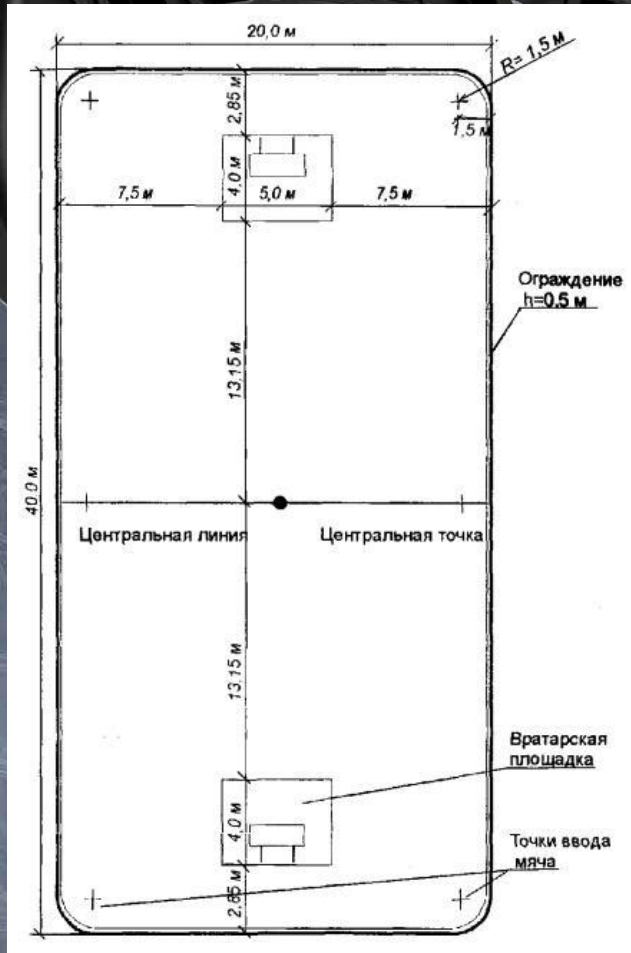 20,0 м
R= 1,5 м
2,85 м
1,5 м
4,0 м
7,5 м
5,0 м
7,5 м
Ограждение
h=0.5 м
13.15 м
40.0 м
Центральная линия
Центральная точка
13.15 м
Вратарская
площадка
4,0 м
Точки ввода
мяча
2.85 м